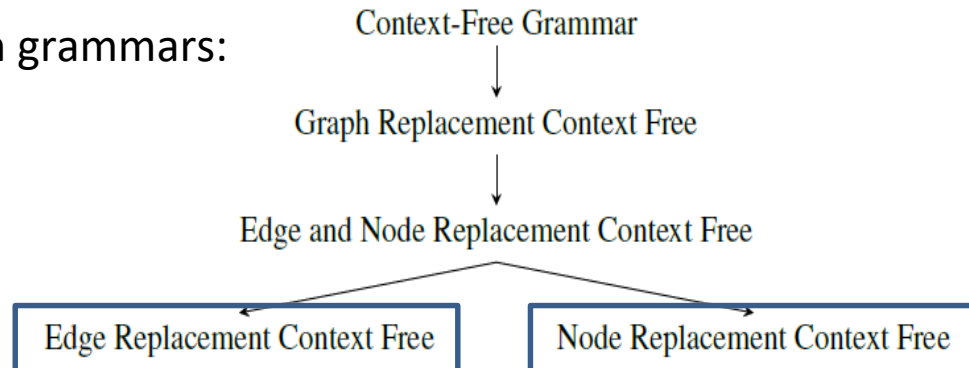 Context-Free Grammar
grammars:
Graph Replacement Context Free
Edge and Node Replacement Context Free
Edge Replacement Context Free
Node Replacement Context Free